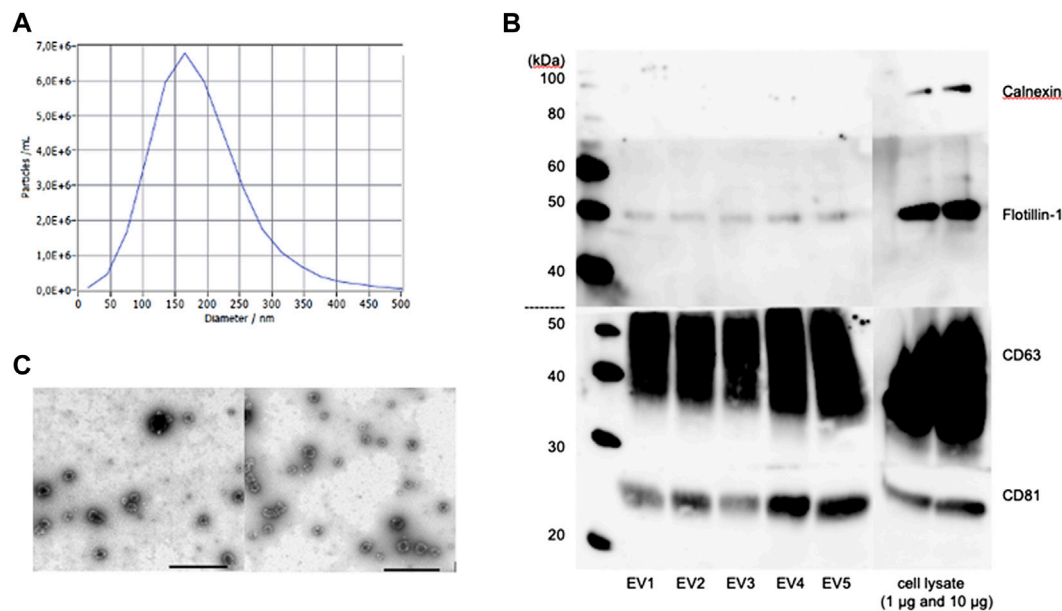 A
7,0E+6
6,0E+6
5,0E+6
4,0E+6
3,0E+6
2,0E+6
1,0E+6
0,0E+0
Particles /mL
0 50 100 150 200 250 300 350 400 450 500
Diameter / nm
B
(kDa)
100
80
60
50
40
50
40
30
20
Calnexin
Flotillin-1
CD63
CD81
EV1 EV2 EV3 EV4 EV5 cell lysate
(1 µg and 10 µg)
C